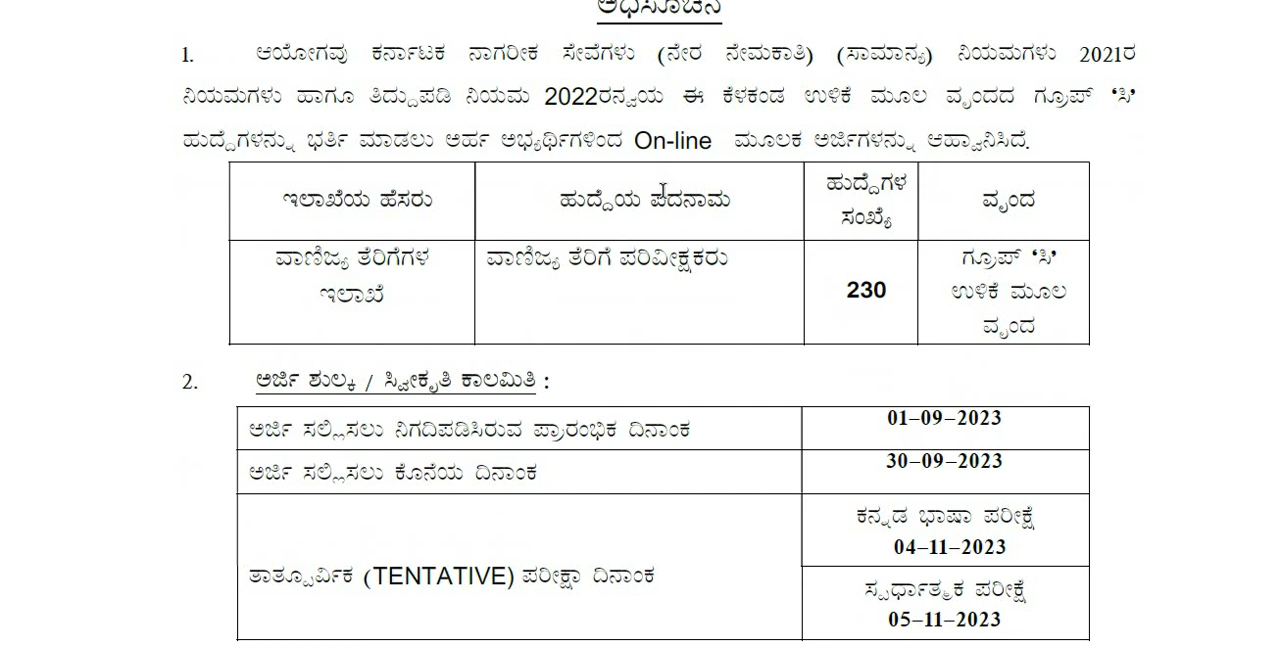 ಅಧಿಸೂಚನೆ
1. ಆಯೋಗವು ಕರ್ನಾಟಕ ನಾಗರೀಕ ಸೇವೆಗಳು (ನೇರ ನೇಮಕಾತಿ) (ಸಾಮಾನ್ಯ) ನಿಯಮಗಳು 2021ರ
ನಿಯಮಗಳು ಹಾಗೂ ತಿದ್ದುಪಡಿ ನಿಯಮ 2022ರನ್ವಯ ಈ ಕೆಳಕಂಡ ಉಳಿಕೆ ಮೂಲ ವೃಂದದ ಗ್ರೂಪ್ ‘ಸಿ’
ಹುದ್ದೆಗಳನ್ನು ಭರ್ತಿ ಮಾಡಲು ಅರ್ಹ ಅಭ್ಯರ್ಥಿಗಳಿಂದ On-line ಮೂಲಕ ಅರ್ಜಿಗಳನ್ನು ಆಹ್ವಾನಿಸಿದೆ.
ಇಲಾಖೆಯ ಹೆಸರು
ಹುದ್ದೆಯ ಪದನಾಮ
ಹುದ್ದೆಗಳ
ಸಂಖ್ಯೆ
ವೃಂದ
ವಾಣಿಜ್ಯ ತೆರಿಗೆಗಳ
ಇಲಾಖೆ
ವಾಣಿಜ್ಯ ತೆರಿಗೆ ಪರಿವೀಕ್ಷಕರು
230
ಗ್ರೂಪ್ ‘ಸಿ’
ಉಳಿಕೆ ಮೂಲ
ವೃಂದ
2. ಅರ್ಜಿ ಶುಲ್ಕ / ಸ್ವೀಕೃತಿ ಕಾಲಮಿತಿ :
ಅರ್ಜಿ ಸಲ್ಲಿಸಲು ನಿಗದಿಪಡಿಸಿರುವ ಪ್ರಾರಂಭಿಕ ದಿನಾಂಕ
01–09–2023
ಅರ್ಜಿ ಸಲ್ಲಿಸಲು ಕೊನೆಯ ದಿನಾಂಕ
30–09–2023
ತಾತ್ಪೂರ್ವಿಕ (TENTATIVE) ಪರೀಕ್ಷಾ ದಿನಾಂಕ
ಕನ್ನಡ ಭಾಷಾ ಪರೀಕ್ಷೆ
04–11–2023
ಸ್ಪರ್ಧಾತ್ಮಕ ಪರೀಕ್ಷೆ
05–11–2023